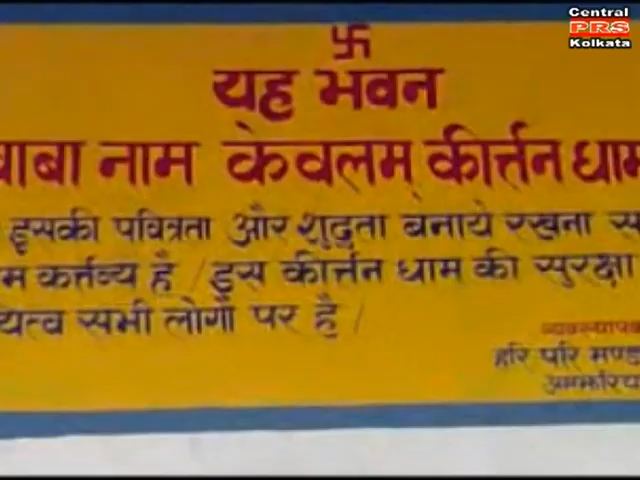 Central
PRS
Kolkata
卐
यह भवन
बाबा नाम केवलम् कीर्त्तन धाम
इसकी पवित्रता और शुद्धता बनाये रखना
कर्त्तव्य है / इस कीर्त्तन धाम की सुरक्षा
सभी लोगों पर है /
व्यवस्थापक
हरि परि मण्ड